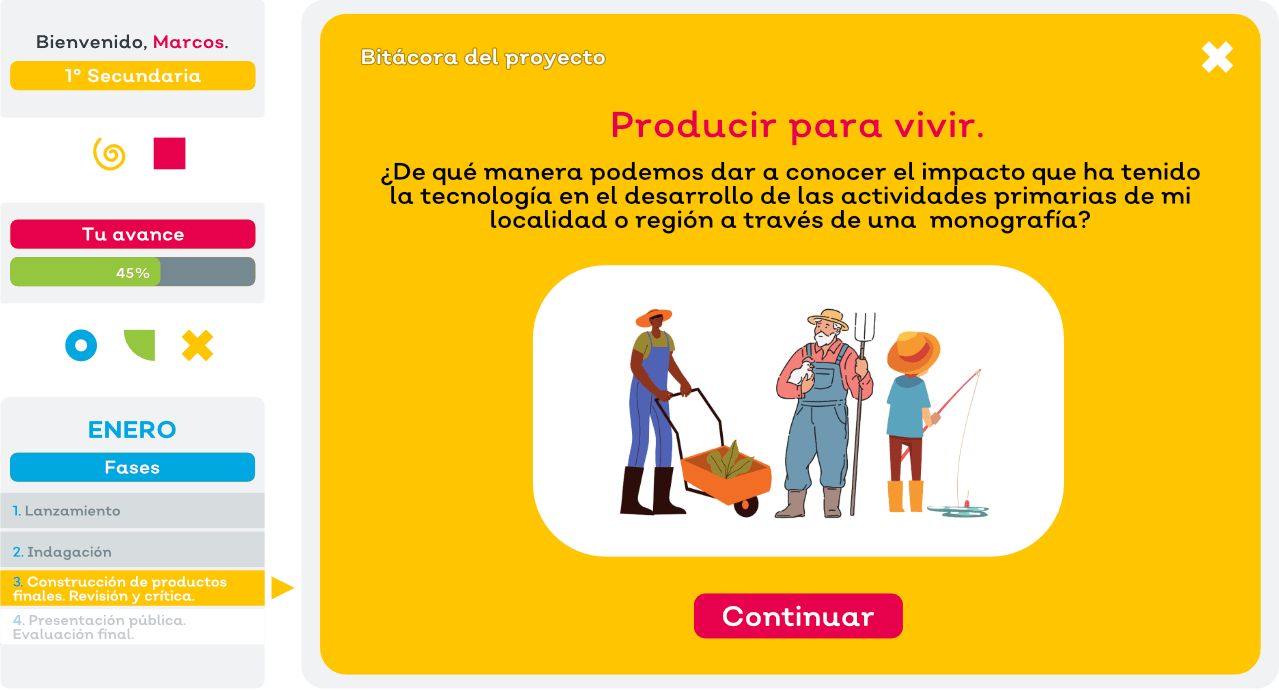 Bienvenido, Marcos.
1° Secundaria
Tu avance
45%
ENERO
Fases
1. Lanzamiento
2. Indagación
3. Construcción de productos
finales. Revisión y crítica.
4. Presentación pública.
Evaluación final.
Bitácora del proyecto
Producir para vivir.
¿De qué manera podemos dar a conocer el impacto que ha tenido
la tecnología en el desarrollo de las actividades primarias de mi
localidad o región a través de una  monografía?
Continuar